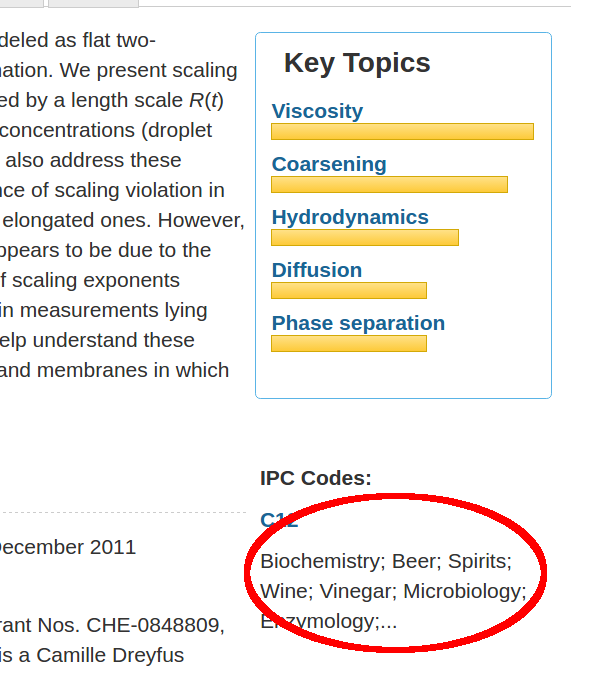 deled as flat two-
nation. We present scaling
ed by a length scale R(t)
concentrations (droplet
also address these
nce of scaling violation in
elongated ones. However,
ppears to be due to the
f scaling exponents
in measurements lying
elp understand these
and membranes in which
December 2011
rant Nos. CHE-0848809,
is a Camille Dreyfus
Key Topics
Viscosity
Coarsening
Hydrodynamics
Diffusion
Phase separation
IPC Codes:
C12
Biochemistry; Beer; Spirits;
Wine; Vinegar; Microbiology;
Enzymology;...